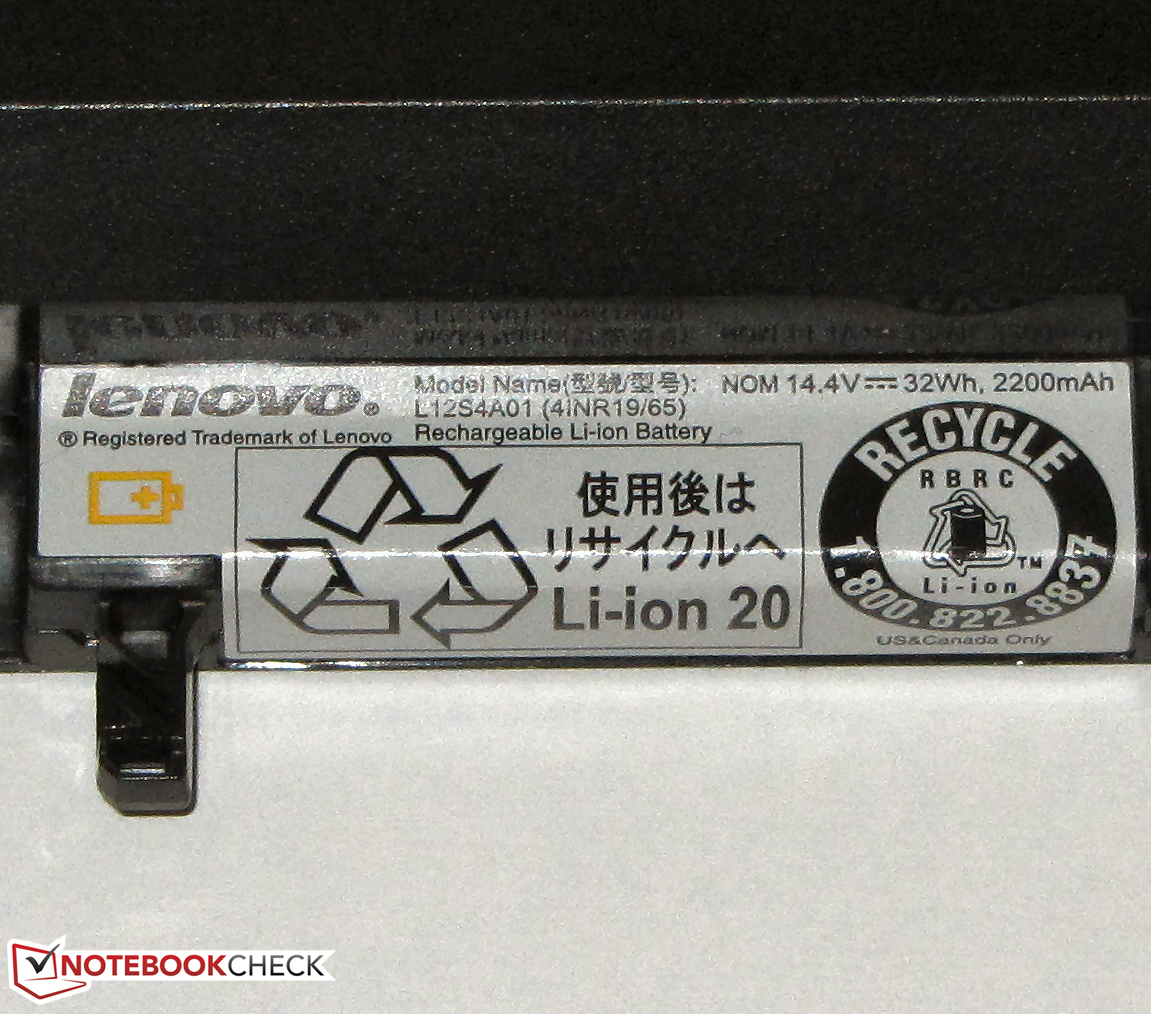 lenovo®
® Registered Trademark of Lenovo
Model Name(型號/型号): NOM 14.4V 32Wh, 2200mAh
L12S4A01 (4INR19/65)
Rechargeable Li-ion Battery
使用後は
リサイクルへ
Li-ion 20
RECYCLE
RBRC
Li-ion
TM
1.800.822.8837
US&Canada Only
NOTEBOOKCHECK